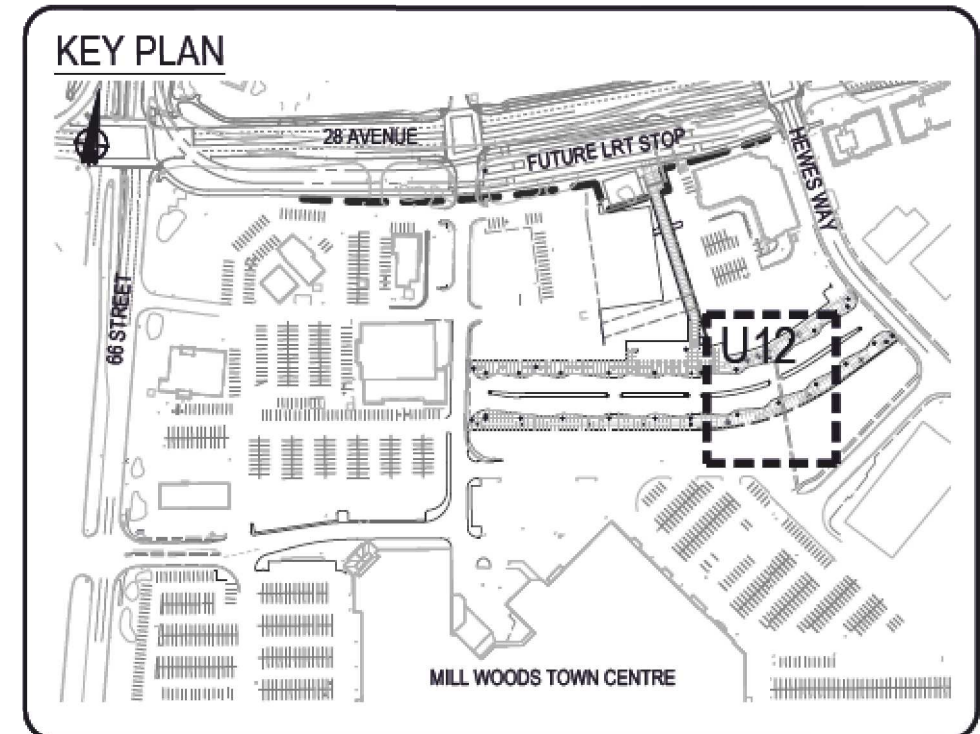 KEY PLAN
28 AVENUE
FUTURE LRT STOP
HEWES WAY
66 STREET
U12
MILL WOODS TOWN CENTRE